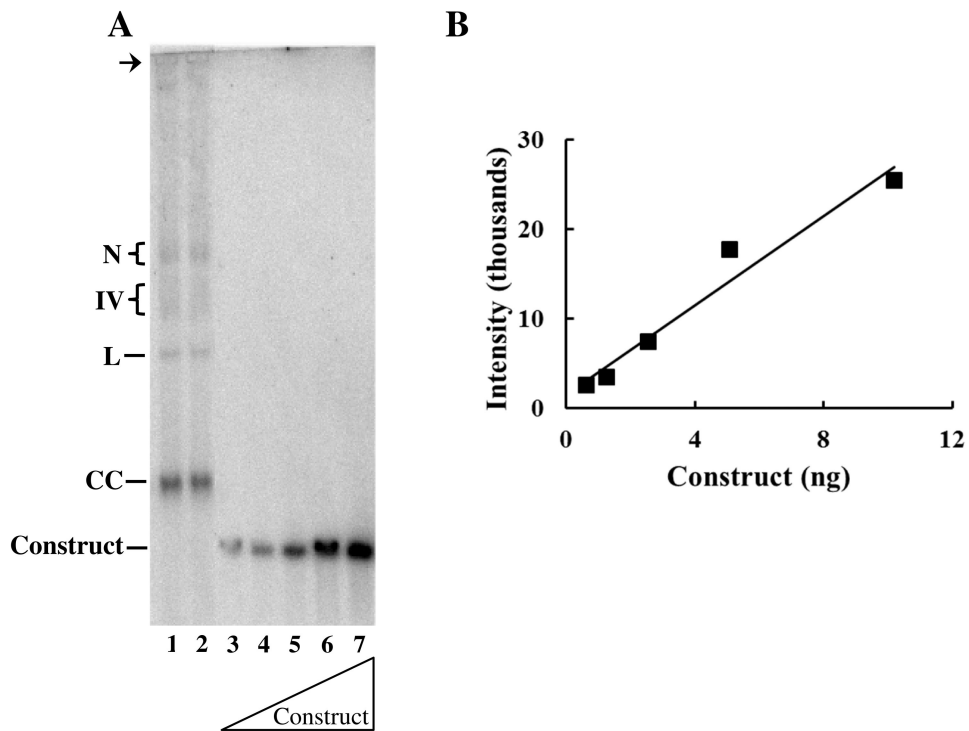 A
N
IV
L
CC
Construct
1 2 3 4 5 6 7
Construct
B
30
20
10
0
Intensity (thousands)
0 4 8 12
Construct (ng)